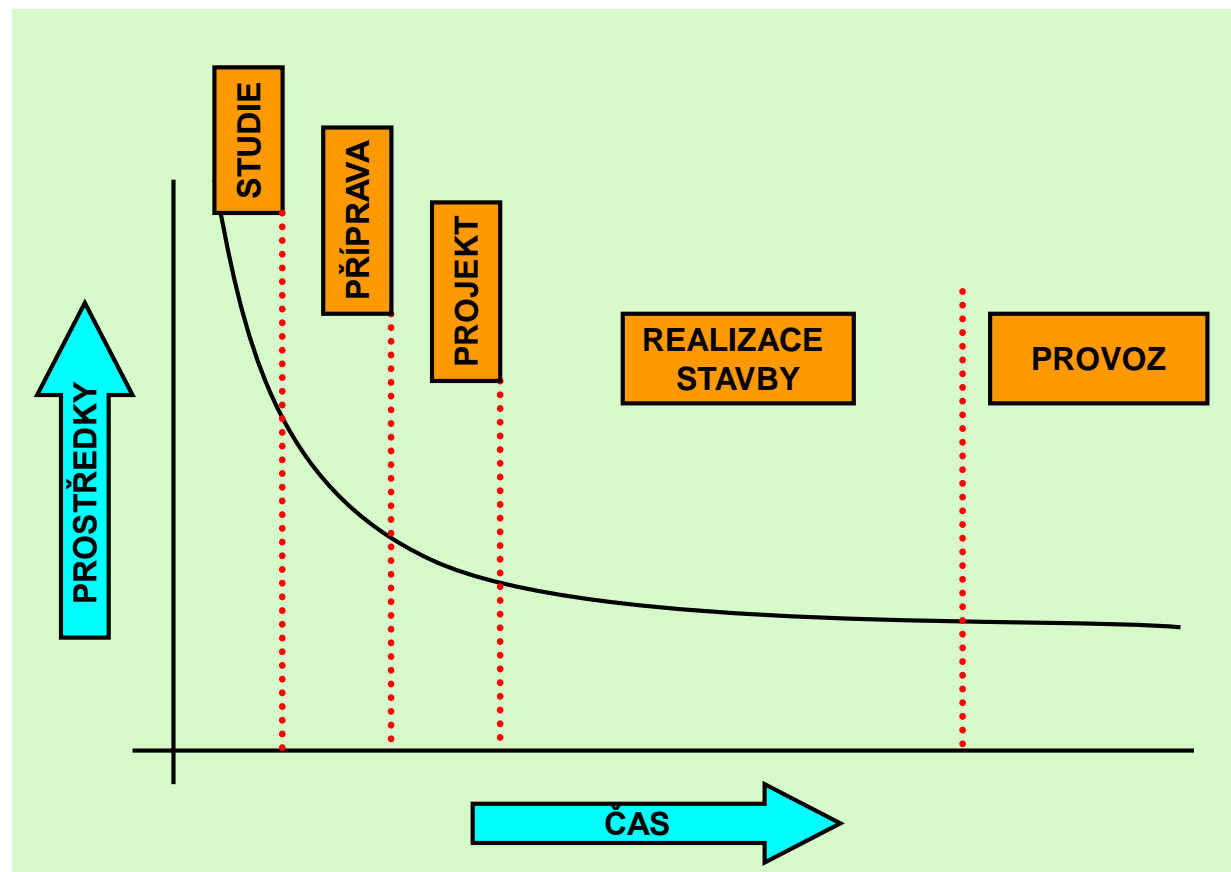 STUDIE
PŘÍPRAVA
PROJEKT
REALIZACE
STAVBY
PROVOZ
PROSTŘEDKY
ČAS